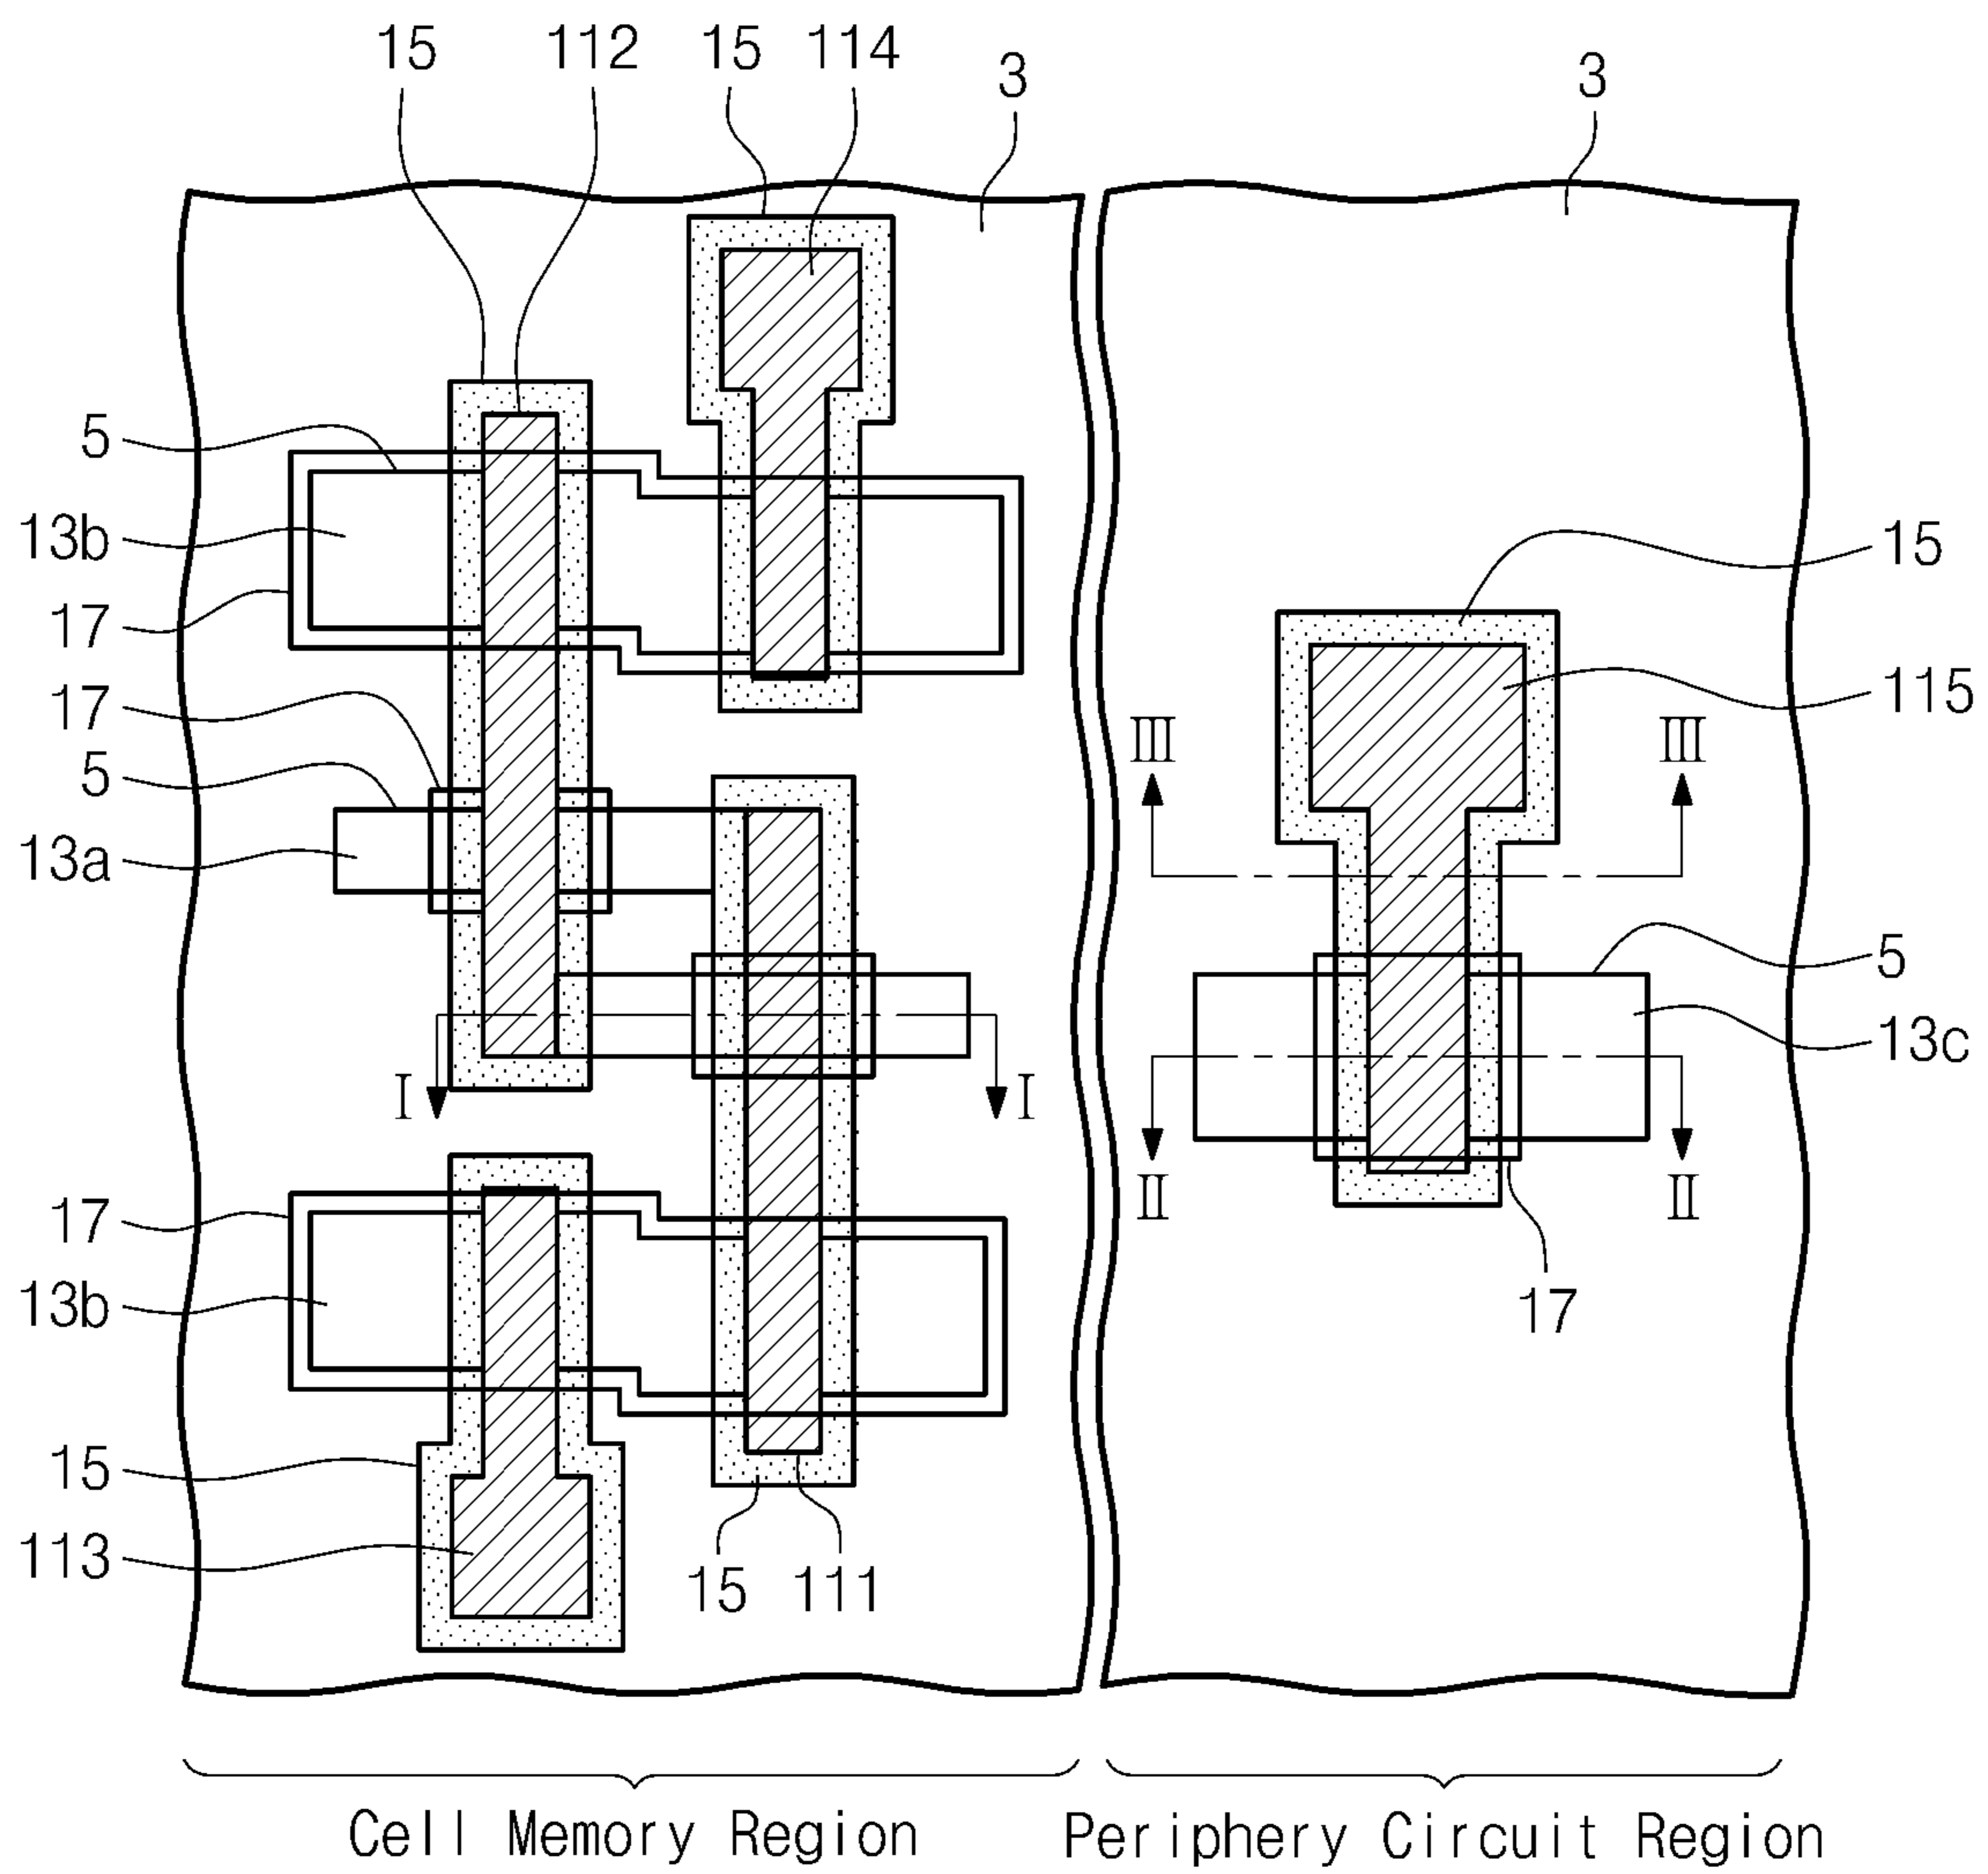 15 112 15 114 3 3
5
13b
15
17
115
17
III III
5
13a
5
13c
I I
II II
17
17
13b
15
113
15 111
Cell Memory Region Periphery Circuit Region